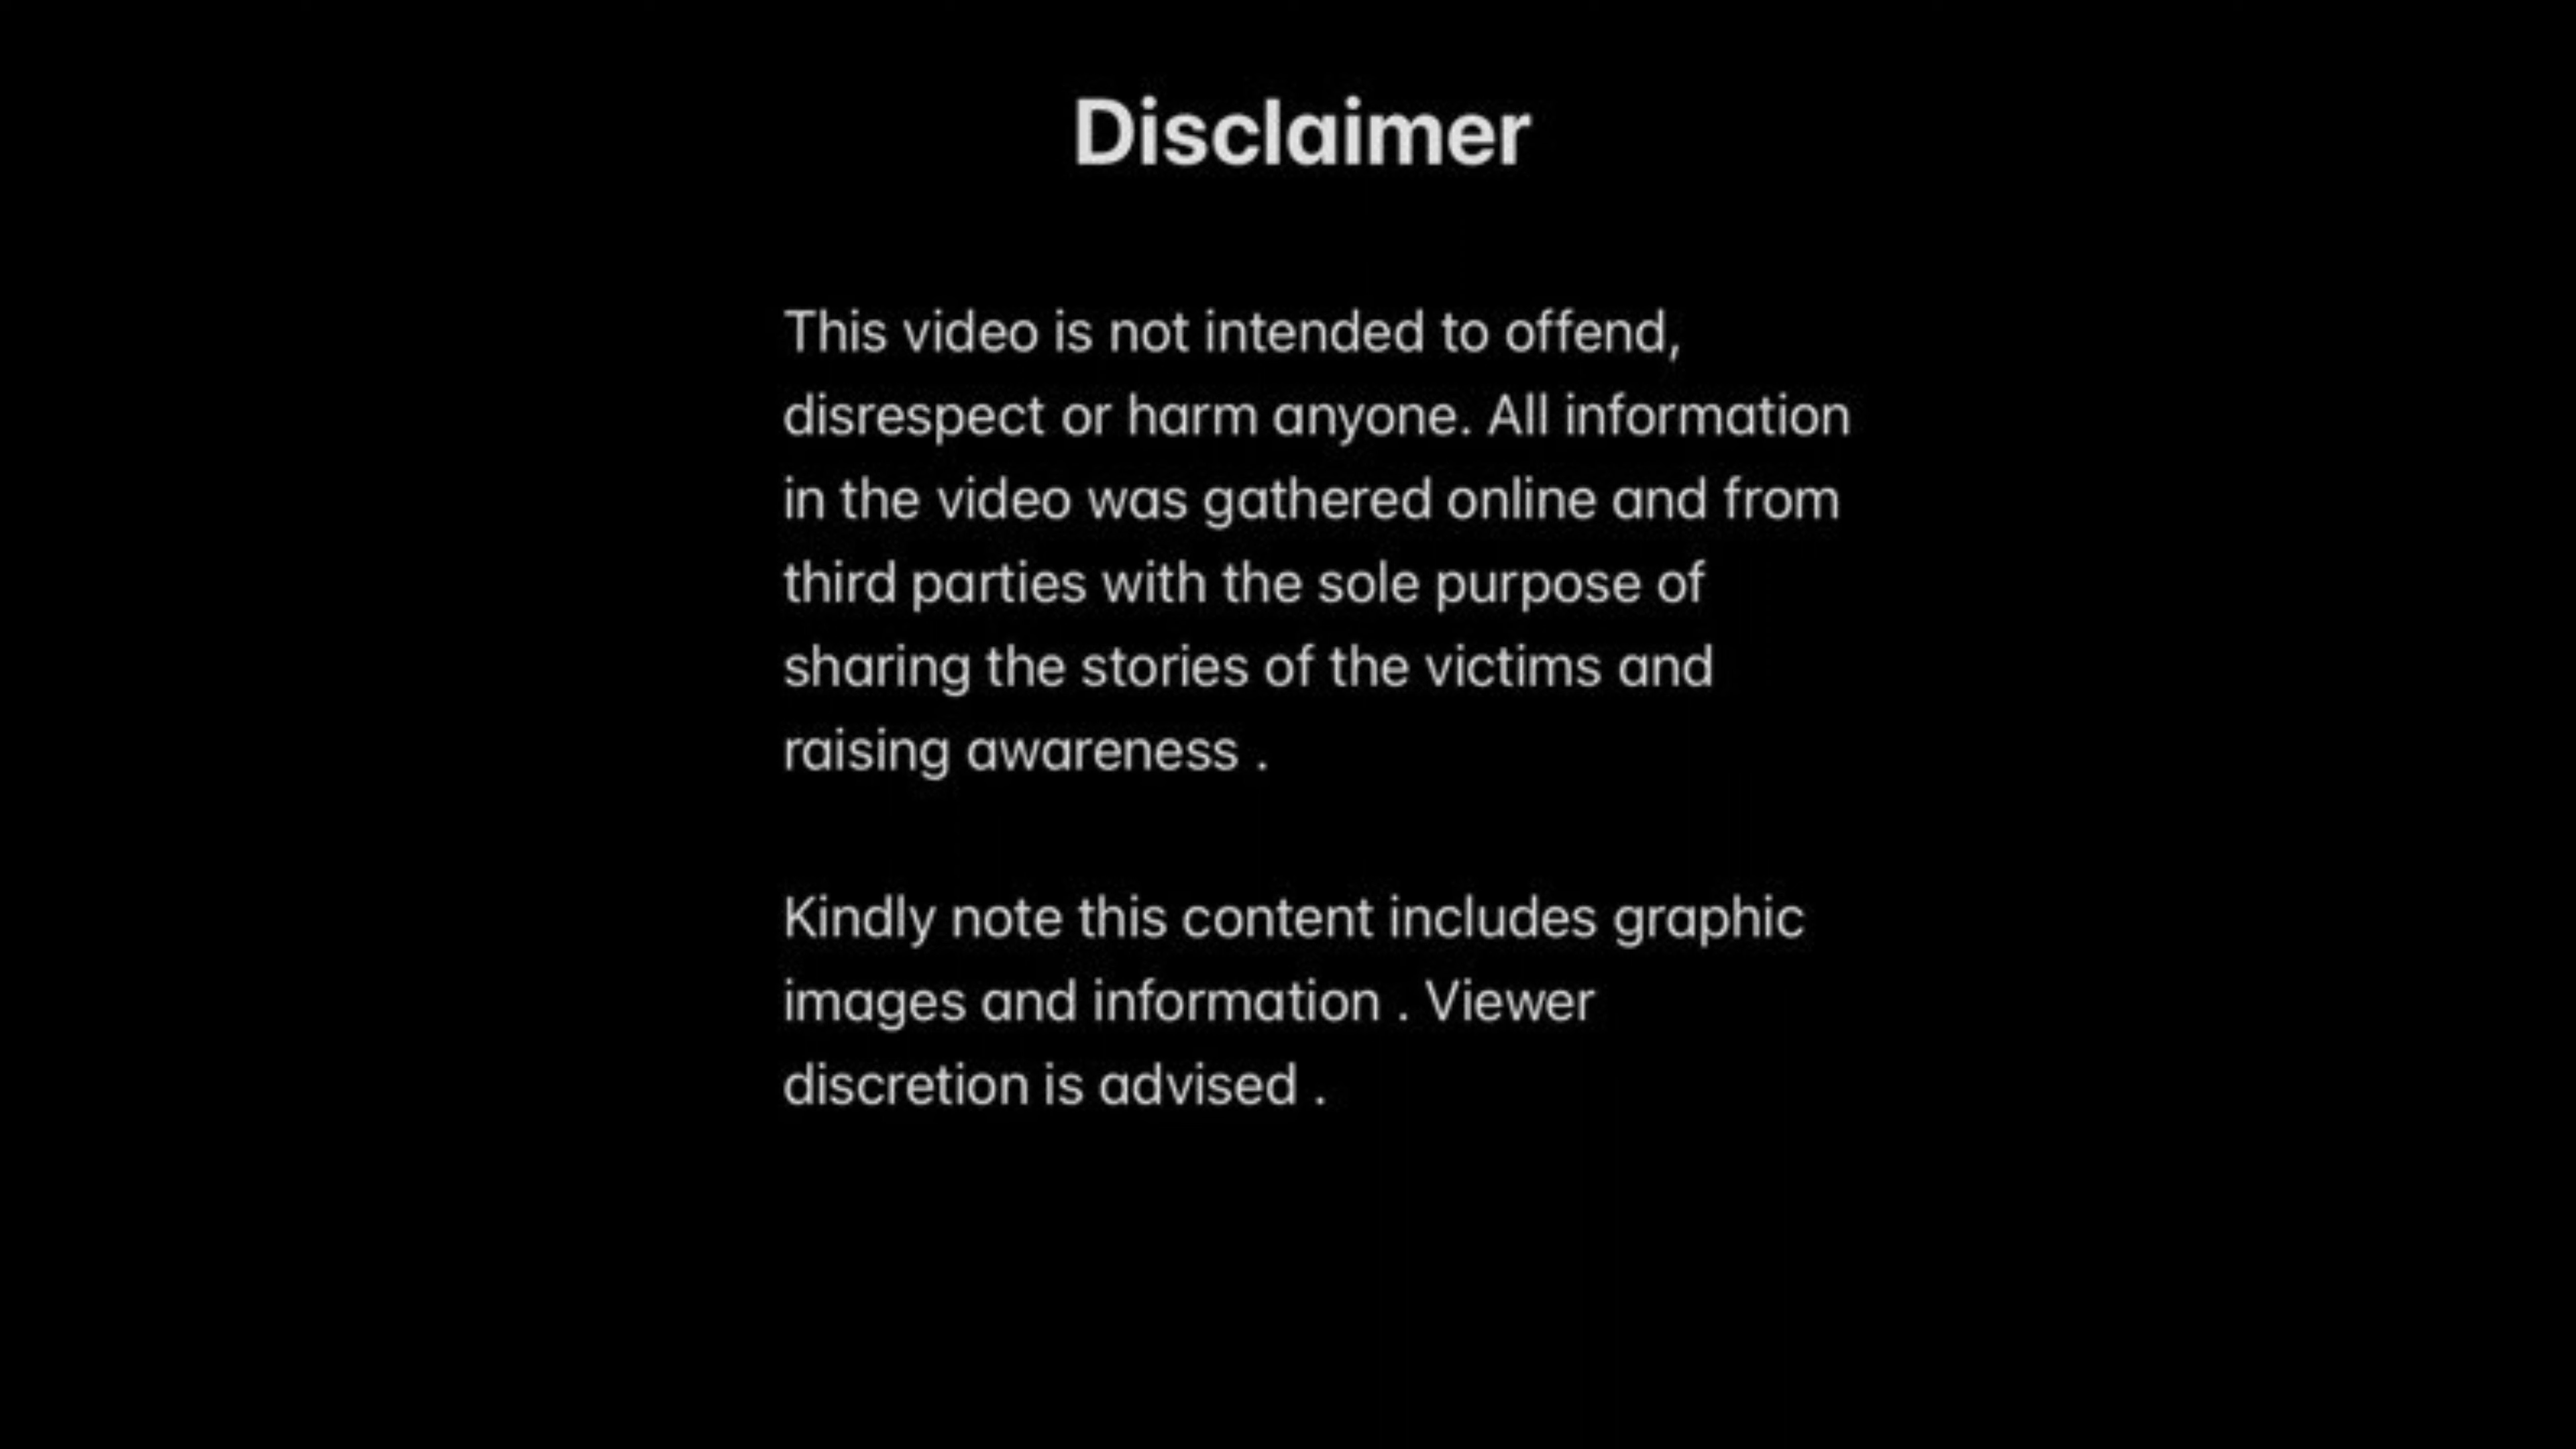 Disclaimer
This video is not intended to offend,
disrespect or harm anyone. All information
in the video was gathered online and from
third parties with the sole purpose of
sharing the stories of the victims and
raising awareness .
Kindly note this content includes graphic
images and information . Viewer
discretion is advised .